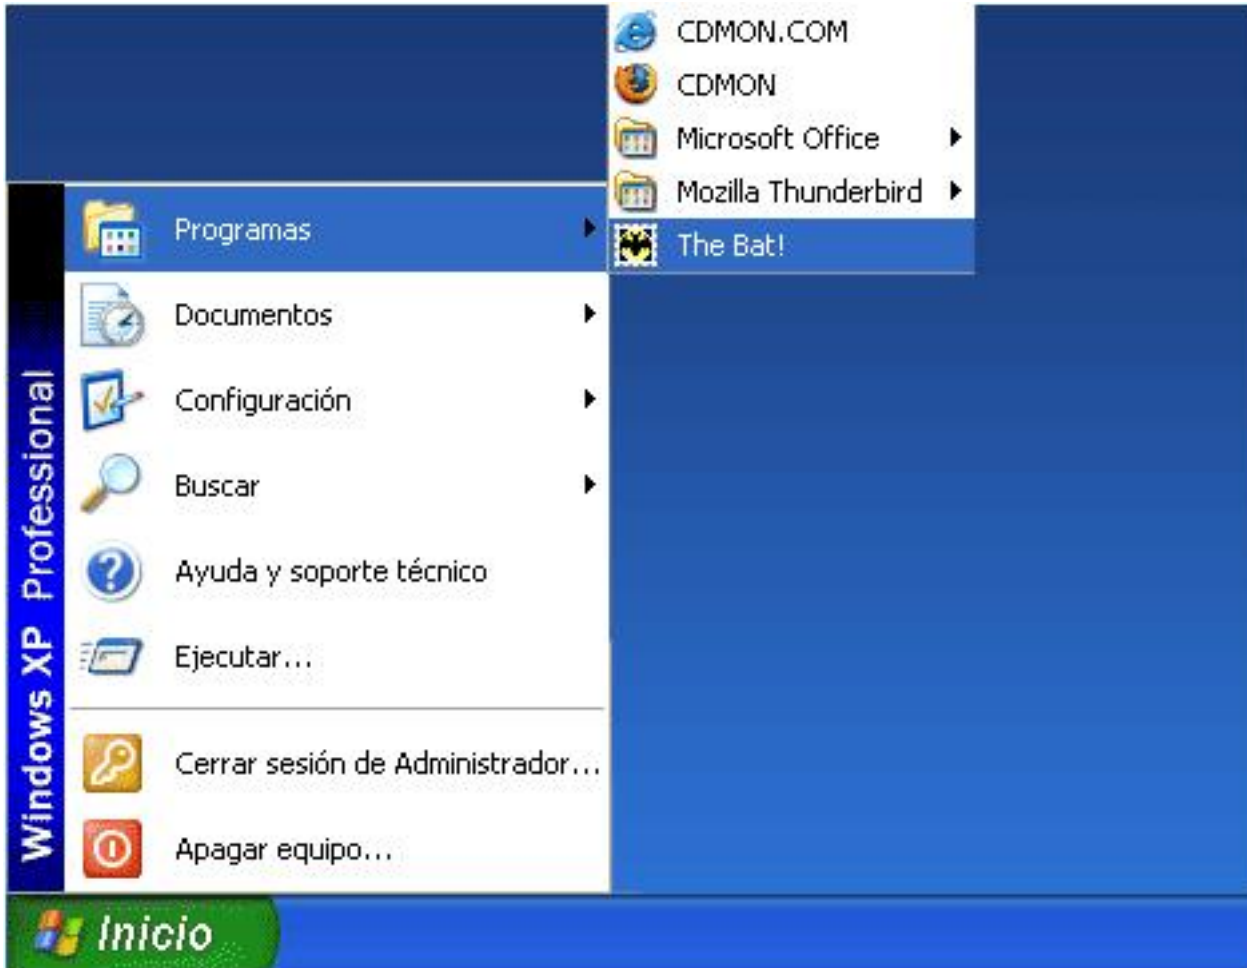 CDMON.COM
CDMON
Microsoft Office
Mozilla Thunderbird
The Bat!
Programas
Documentos
Configuración
Buscar
Ayuda y soporte técnico
Ejecutar...
Cerrar sesión de Administrador...
Apagar equipo...
Windows XP Professional
Inicio